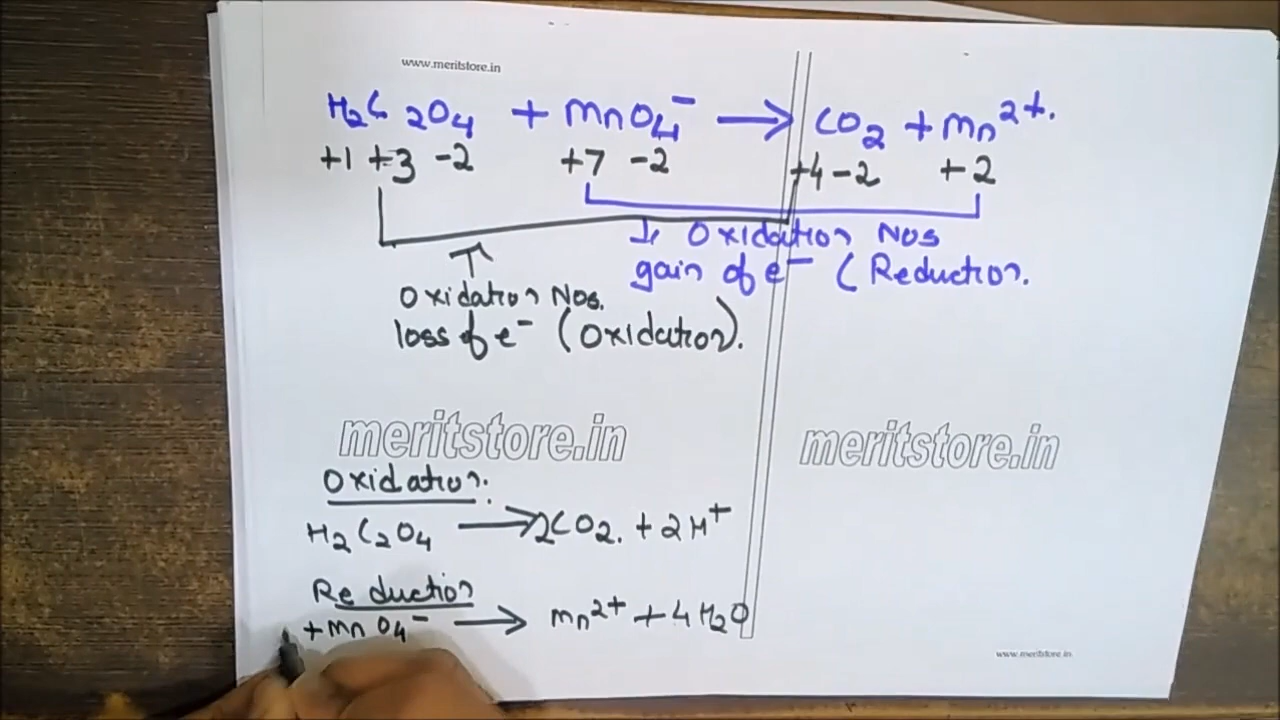 www.meritstore.in
H₂C₂O₄ + MnO₄⁻ → CO₂ + Mn²⁺.
+1 +3 -2 +7 -2 +4 -2 +2
Oxidation Nos
gain of e⁻ (Reduction.
Oxidation Nos.
loss of e⁻ (Oxidation).
meritstore.in meritstore.in
Oxidation.
H₂C₂O₄ → 2CO₂. + 2H⁺
Reduction
+MnO₄⁻ → Mn²⁺ + 4H₂O
www.meritstore.in